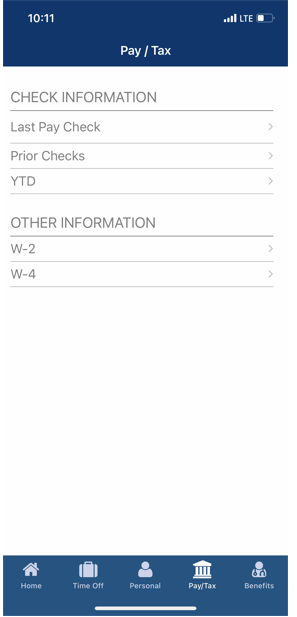 10:11 LTE
Pay / Tax
CHECK INFORMATION
Last Pay Check
Prior Checks
YTD
OTHER INFORMATION
W-2
W-4
Home Time Off Personal Pay/Tax Benefits